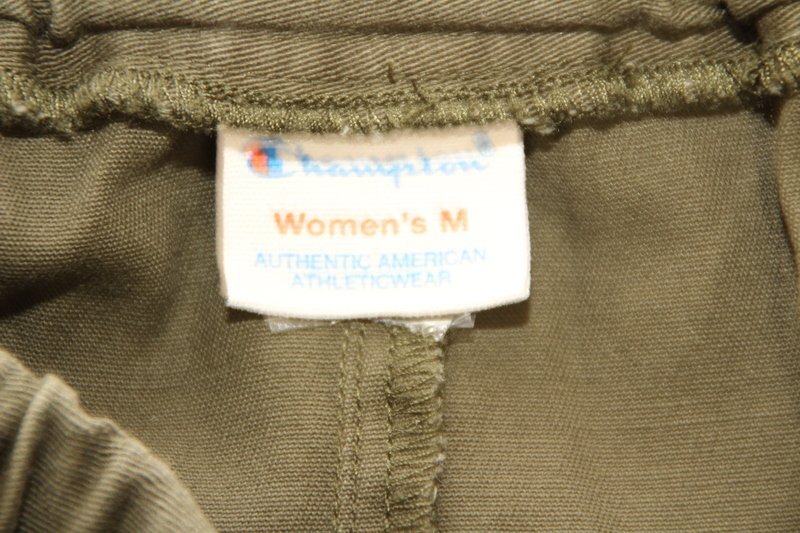 Champion®
Women's M
AUTHENTIC AMERICAN
ATHLETICWEAR